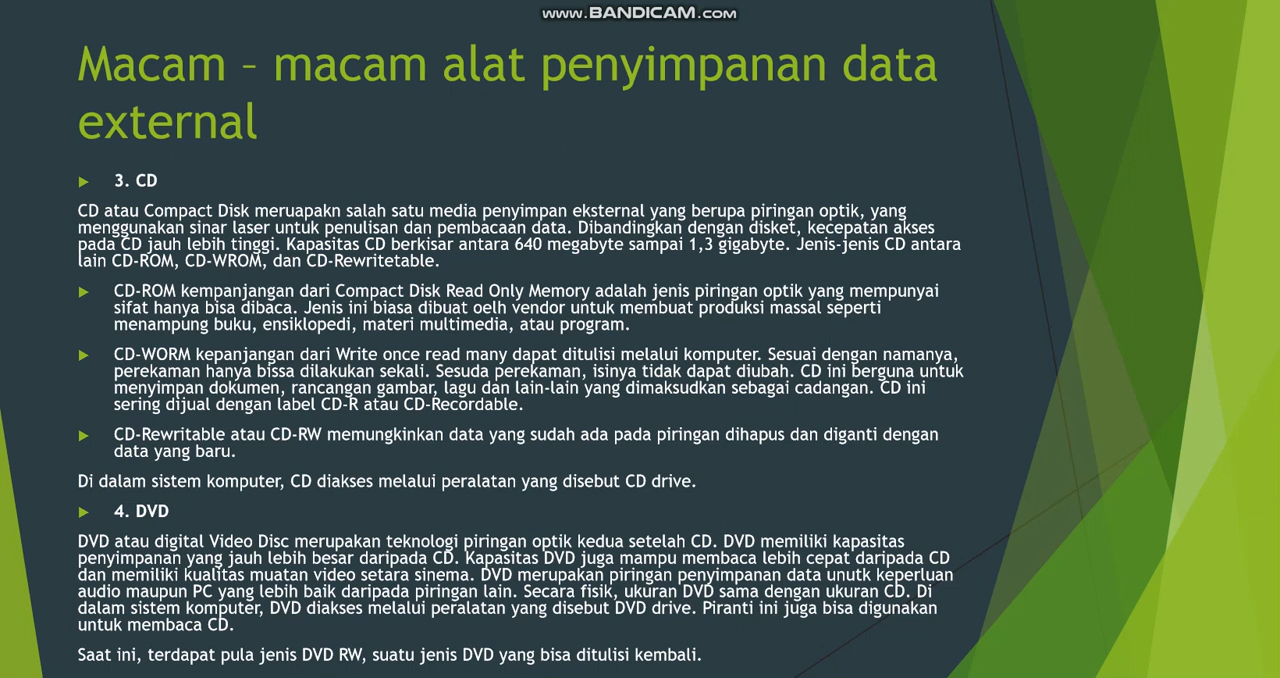 www.BANDICAM.com
Macam – macam alat penyimpanan data
external
3. CD
CD atau Compact Disk meruapakn salah satu media penyimpan eksternal yang berupa piringan optik, yang
menggunakan sinar laser untuk penulisan dan pembacaan data. Dibandingkan dengan disket, kecepatan akses
pada CD jauh lebih tinggi. Kapasitas CD berkisar antara 640 megabyte sampai 1,3 gigabyte. Jenis-jenis CD antara
lain CD-ROM, CD-WROM, dan CD-Rewritetable.
CD-ROM kempanjangan dari Compact Disk Read Only Memory adalah jenis piringan optik yang mempunyai
sifat hanya bisa dibaca. Jenis ini biasa dibuat oelh vendor untuk membuat produksi massal seperti
menampung buku, ensiklopedi, materi multimedia, atau program.
CD-WORM kepanjangan dari Write once read many dapat ditulisi melalui komputer. Sesuai dengan namanya,
perekaman hanya bissa dilakukan sekali. Sesuda perekaman, isinya tidak dapat diubah. CD ini berguna untuk
menyimpan dokumen, rancangan gambar, lagu dan lain-lain yang dimaksudkan sebagai cadangan. CD ini
sering dijual dengan label CD-R atau CD-Recordable.
CD-Rewritable atau CD-RW memungkinkan data yang sudah ada pada piringan dihapus dan diganti dengan
data yang baru.
Di dalam sistem komputer, CD diakses melalui peralatan yang disebut CD drive.
4. DVD
DVD atau digital Video Disc merupakan teknologi piringan optik kedua setelah CD. DVD memiliki kapasitas
penyimpanan yang jauh lebih besar daripada CD. Kapasitas DVD juga mampu membaca lebih cepat daripada CD
dan memiliki kualitas muatan video setara sinema. DVD merupakan piringan penyimpanan data unutk keperluan
audio maupun PC yang lebih baik daripada piringan lain. Secara fisik, ukuran DVD sama dengan ukuran CD. Di
dalam sistem komputer, DVD diakses melalui peralatan yang disebut DVD drive. Piranti ini juga bisa digunakan
untuk membaca CD.
Saat ini, terdapat pula jenis DVD RW, suatu jenis DVD yang bisa ditulisi kembali.